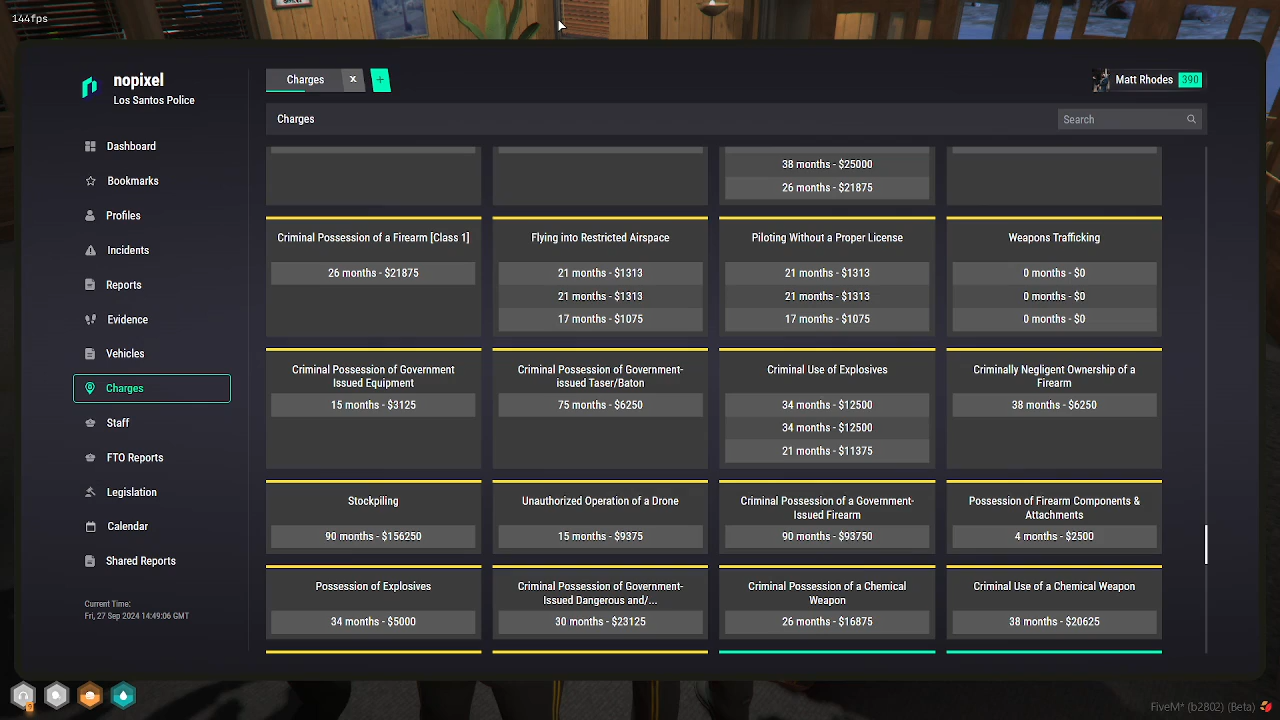 144fps
nopixel
Los Santos Police
Dashboard
Bookmarks
Profiles
Incidents
Reports
Evidence
Vehicles
Charges
Staff
FTO Reports
Legislation
Calendar
Shared Reports
Current Time:
Fri, 27 Sep 2024 14:49:06 GMT
Charges x +
Matt Rhodes 390
Charges
Search
38 months - $25000
26 months - $21875
Criminal Possession of a Firearm [Class 1]
26 months - $21875
Flying into Restricted Airspace
21 months - $1313
21 months - $1313
17 months - $1075
Piloting Without a Proper License
21 months - $1313
21 months - $1313
17 months - $1075
Weapons Trafficking
0 months - $0
0 months - $0
0 months - $0
Criminal Possession of Government
Issued Equipment
15 months - $3125
Criminal Possession of Government-
issued Taser/Baton
75 months - $6250
Criminal Use of Explosives
34 months - $12500
34 months - $12500
21 months - $11375
Criminally Negligent Ownership of a
Firearm
38 months - $6250
Stockpiling
90 months - $156250
Unauthorized Operation of a Drone
15 months - $9375
Criminal Possession of a Government-
Issued Firearm
90 months - $93750
Possession of Firearm Components &
Attachments
4 months - $2500
Possession of Explosives
34 months - $5000
Criminal Possession of Government-
Issued Dangerous and/...
30 months - $23125
Criminal Possession of a Chemical
Weapon
26 months - $16875
Criminal Use of a Chemical Weapon
38 months - $20625
FiveM* (b2802) (Beta)